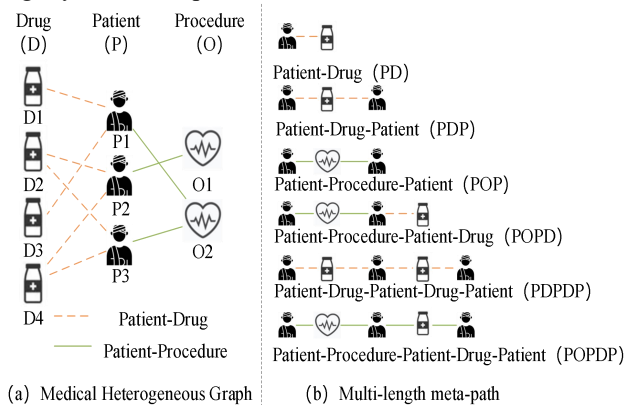 Drug Patient Procedure
(D) (P) (O)
D1
P1
D2
O1
P2
D3
O2
P3
D4
Patient-Drug
Patient-Procedure
(a) Medical Heterogeneous Graph
Patient-Drug (PD)
Patient-Drug-Patient (PDP)
Patient-Procedure-Patient (POP)
Patient-Procedure-Patient-Drug (POPD)
Patient-Drug-Patient-Drug-Patient (PDPDP)
Patient-Procedure-Patient-Drug-Patient (POPDP)
(b) Multi-length meta-path